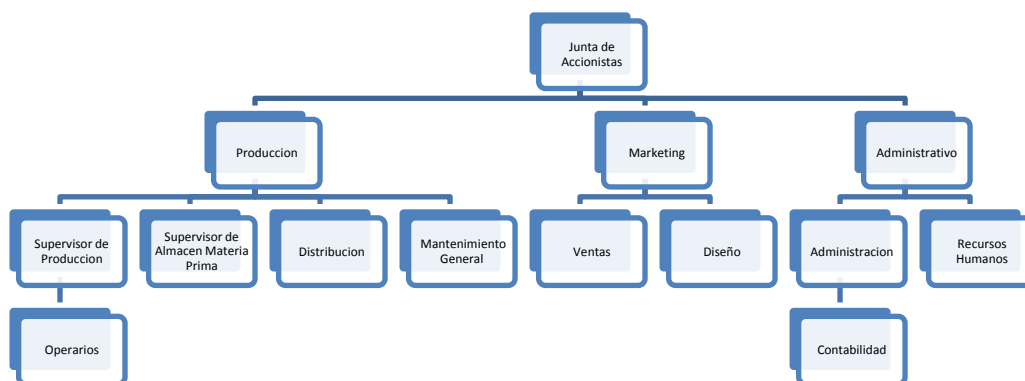 Junta de
Accionistas
Produccion
Marketing
Administrativo
Supervisor de
Produccion
Supervisor de
Almacen Materia
Prima
Distribucion
Mantenimiento
General
Ventas
Diseño
Administracion
Recursos
Humanos
Operarios
Contabilidad